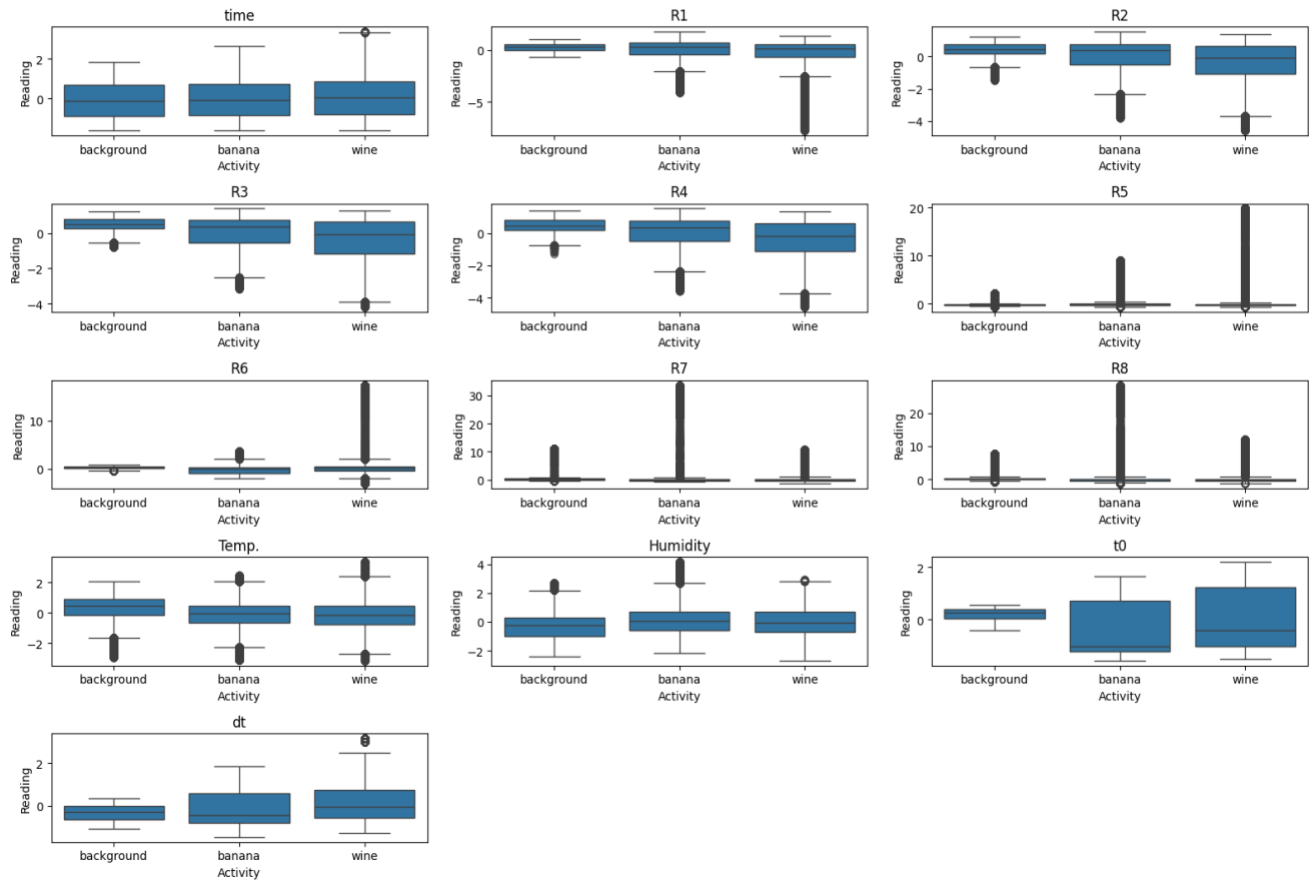 time
R1
R2
Reading
2
0
background
banana
wine
Activity
Reading
0
−5
background
banana
wine
Activity
Reading
0
−2
−4
background
banana
wine
Activity
R3
R4
R5
Reading
0
−2
−4
background
banana
wine
Activity
Reading
0
−2
−4
background
banana
wine
Activity
Reading
20
10
0
background
banana
wine
Activity
R6
R7
R8
Reading
10
0
background
banana
wine
Activity
Reading
30
20
10
0
background
banana
wine
Activity
Reading
20
10
0
background
banana
wine
Activity
Temp.
Humidity
t0
Reading
2
0
−2
background
banana
wine
Activity
Reading
4
2
0
−2
background
banana
wine
Activity
Reading
2
0
background
banana
wine
Activity
dt
Reading
2
0
background
banana
wine
Activity